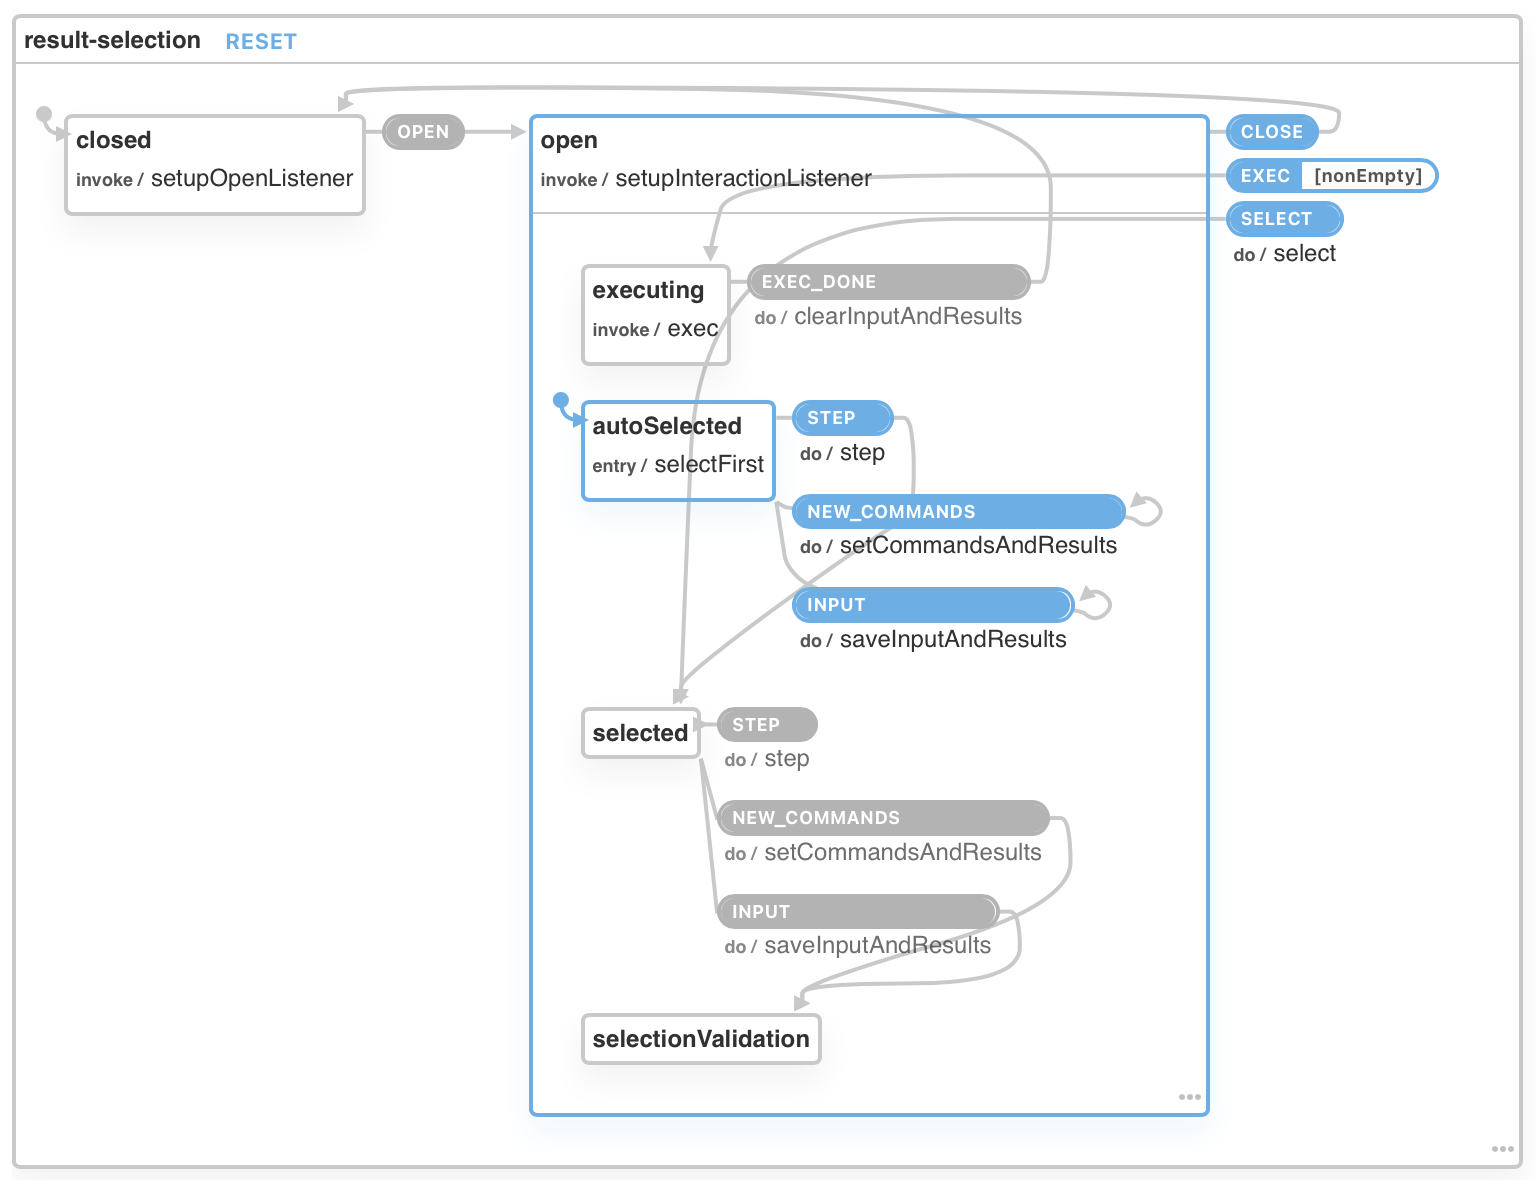 result-selection RESET
closed
invoke / setupOpenListener
OPEN
open
invoke / setupInteractionListener
CLOSE
EXEC [nonEmpty]
SELECT
do / select
executing
invoke / exec
EXEC_DONE
do / clearInputAndResults
autoSelected
entry / selectFirst
STEP
do / step
NEW_COMMANDS
do / setCommandsAndResults
INPUT
do / saveInputAndResults
selected
STEP
do / step
NEW_COMMANDS
do / setCommandsAndResults
INPUT
do / saveInputAndResults
selectionValidation